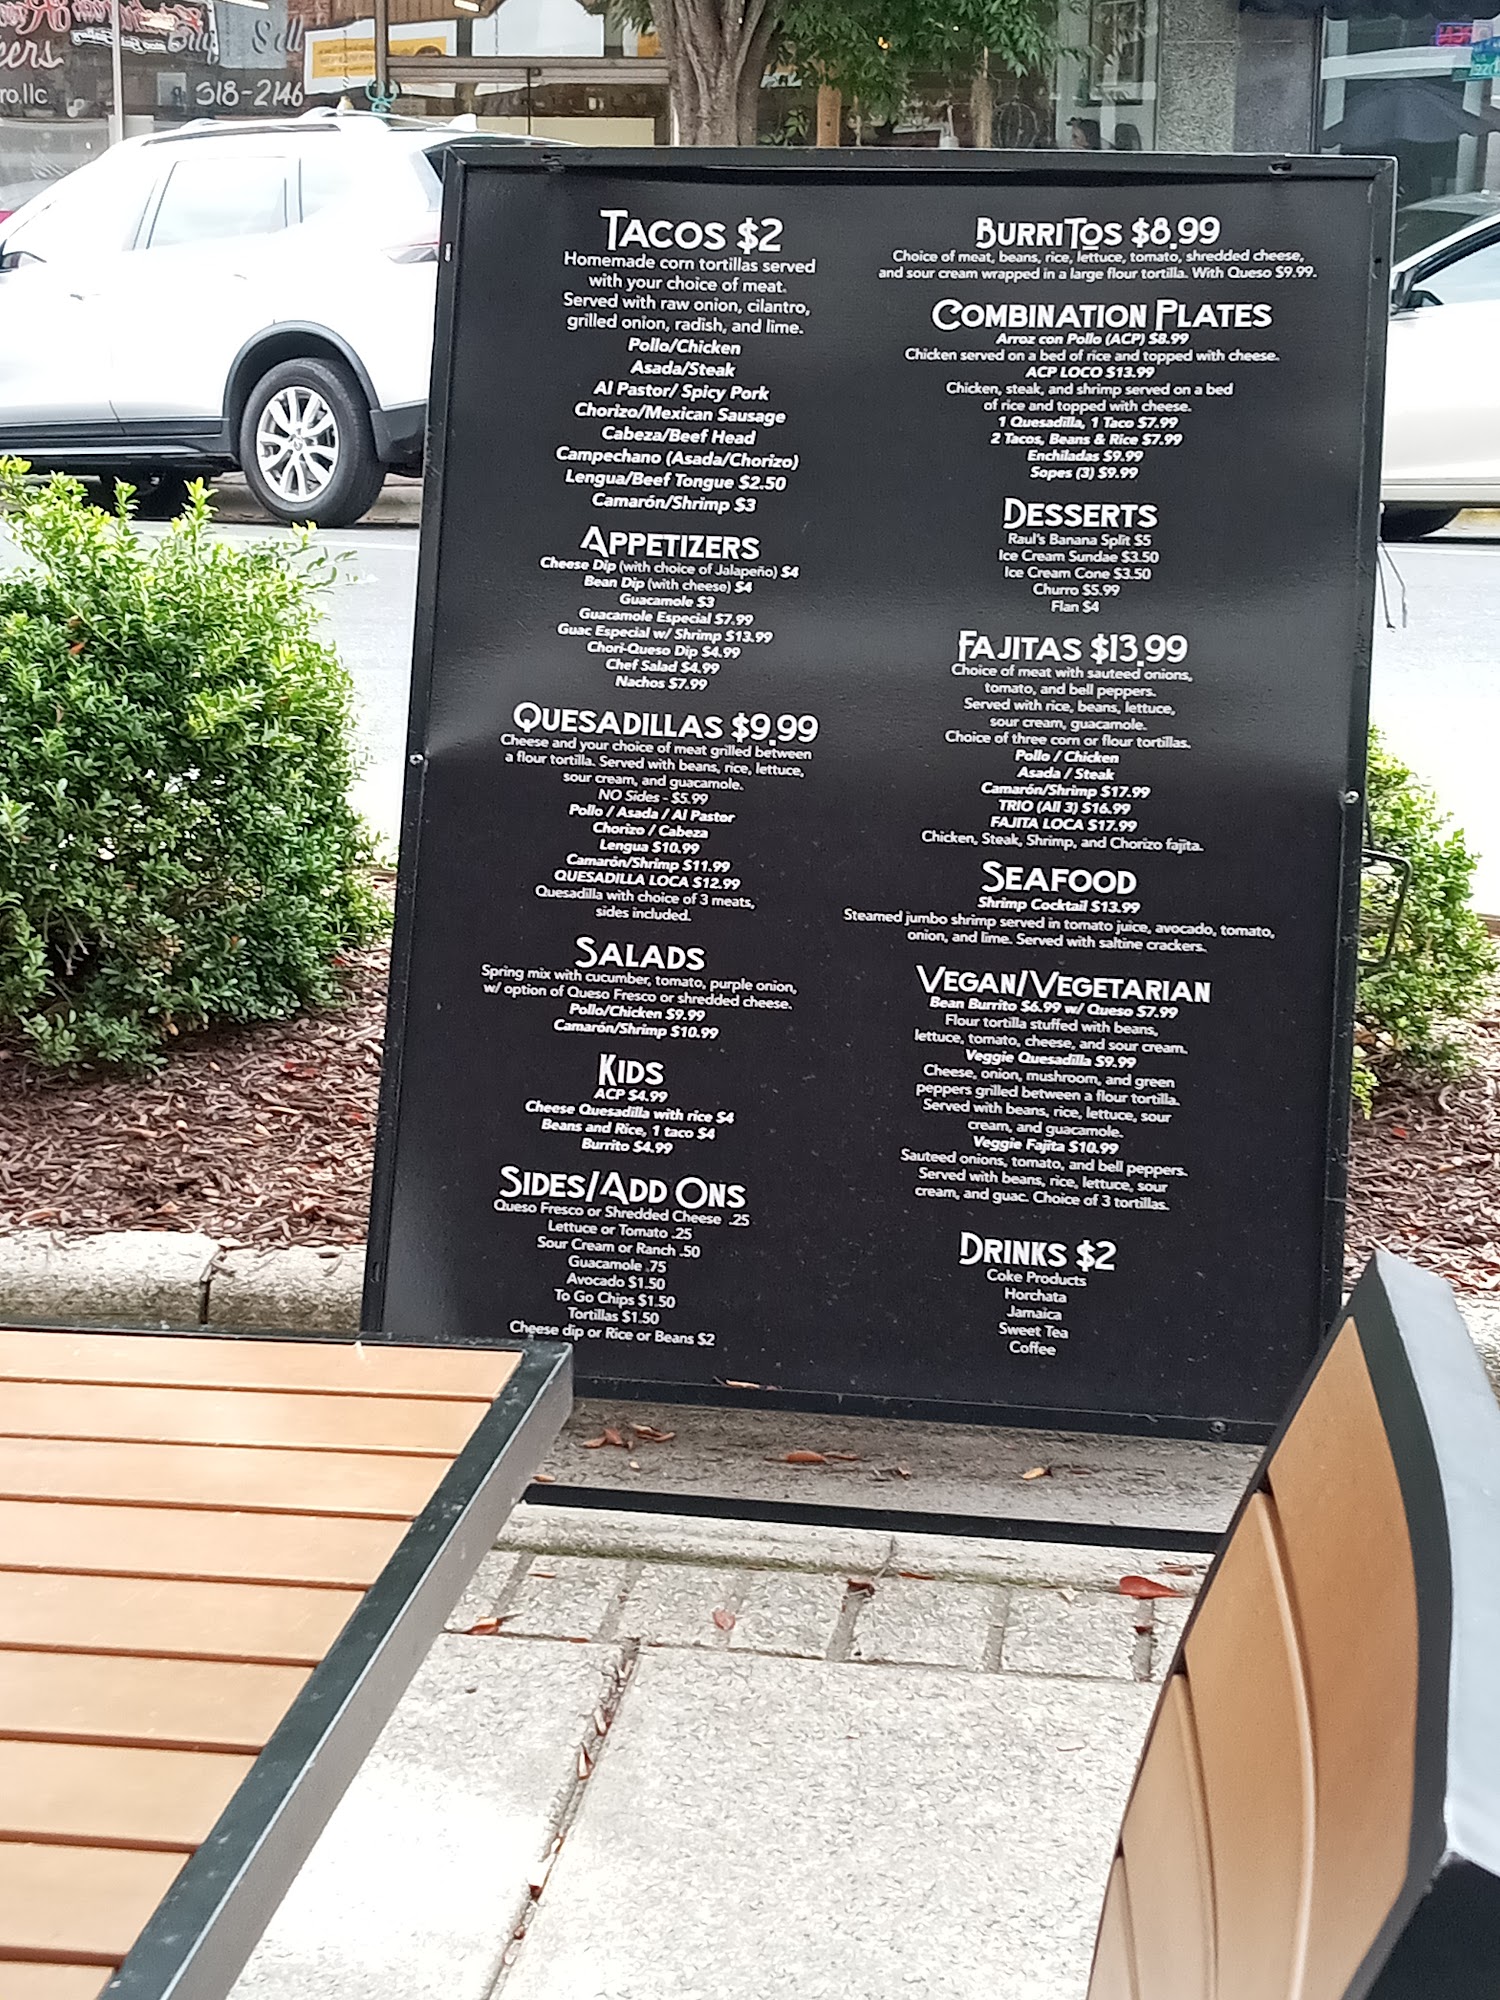 318-2146
TACOS $2
Homemade corn tortillas served
with your choice of meat.
Served with raw onion, cilantro,
grilled onion, radish, and lime.
Pollo/Chicken
Asada/Steak
Al Pastor/ Spicy Pork
Chorizo/Mexican Sausage
Cabeza/Beef Head
Campechano (Asada/Chorizo)
Lengua/Beef Tongue $2.50
Camarón/Shrimp $3
APPETIZERS
Cheese Dip (with choice of Jalapeño) $4
Bean Dip (with cheese) $4
Guacamole $3
Guacamole Especial $7.99
Guac Especial w/ Shrimp $13.99
Chori-Queso Dip $4.99
Chef Salad $4.99
Nachos $7.99
QUESADILLAS $9.99
Cheese and your choice of meat grilled between
a flour tortilla. Served with beans, rice, lettuce,
sour cream, and guacamole.
NO Sides - $5.99
Pollo / Asada / Al Pastor
Chorizo / Cabeza
Lengua $10.99
Camarón/Shrimp $11.99
QUESADILLA LOCA $12.99
Quesadilla with choice of 3 meats,
sides included.
SALADS
Spring mix with cucumber, tomato, purple onion,
w/ option of Queso Fresco or shredded cheese.
Pollo/Chicken $9.99
Camarón/Shrimp $10.99
KIDS
ACP $4.99
Cheese Quesadilla with rice $4
Beans and Rice, 1 taco $4
Burrito $4.99
SIDES/ADD ONS
Queso Fresco or Shredded Cheese .25
Lettuce or Tomato .25
Sour Cream or Ranch .50
Guacamole .75
Avocado $1.50
To Go Chips $1.50
Tortillas $1.50
Cheese dip or Rice or Beans $2
BURRITOS $8.99
Choice of meat, beans, rice, lettuce, tomato, shredded cheese,
and sour cream wrapped in a large flour tortilla. With Queso $9.99.
COMBINATION PLATES
Arroz con Pollo (ACP) $8.99
Chicken served on a bed of rice and topped with cheese.
ACP LOCO $13.99
Chicken, steak, and shrimp served on a bed
of rice and topped with cheese.
1 Quesadilla, 1 Taco $7.99
2 Tacos, Beans & Rice $7.99
Enchiladas $9.99
Sopes (3) $9.99
DESSERTS
Raul's Banana Split $5
Ice Cream Sundae $3.50
Ice Cream Cone $3.50
Churro $5.99
Flan $4
FAJITAS $13.99
Choice of meat with sauteed onions,
tomato, and bell peppers.
Served with rice, beans, lettuce,
sour cream, guacamole.
Choice of three corn or flour tortillas.
Pollo / Chicken
Asada / Steak
Camarón/Shrimp $17.99
TRIO (All 3) $16.99
FAJITA LOCA $17.99
Chicken, Steak, Shrimp, and Chorizo fajita.
SEAFOOD
Shrimp Cocktail $13.99
Steamed jumbo shrimp served in tomato juice, avocado, tomato,
onion, and lime. Served with saltine crackers.
VEGAN/VEGETARIAN
Bean Burrito $6.99 w/ Queso $7.99
Flour tortilla stuffed with beans,
lettuce, tomato, cheese, and sour cream.
Veggie Quesadilla $9.99
Cheese, onion, mushroom, and green
peppers grilled between a flour tortilla.
Served with beans, rice, lettuce, sour
cream, and guacamole.
Veggie Fajita $10.99
Sauteed onions, tomato, and bell peppers.
Served with beans, rice, lettuce, sour
cream, and guac. Choice of 3 tortillas.
DRINKS $2
Coke Products
Horchata
Jamaica
Sweet Tea
Coffee